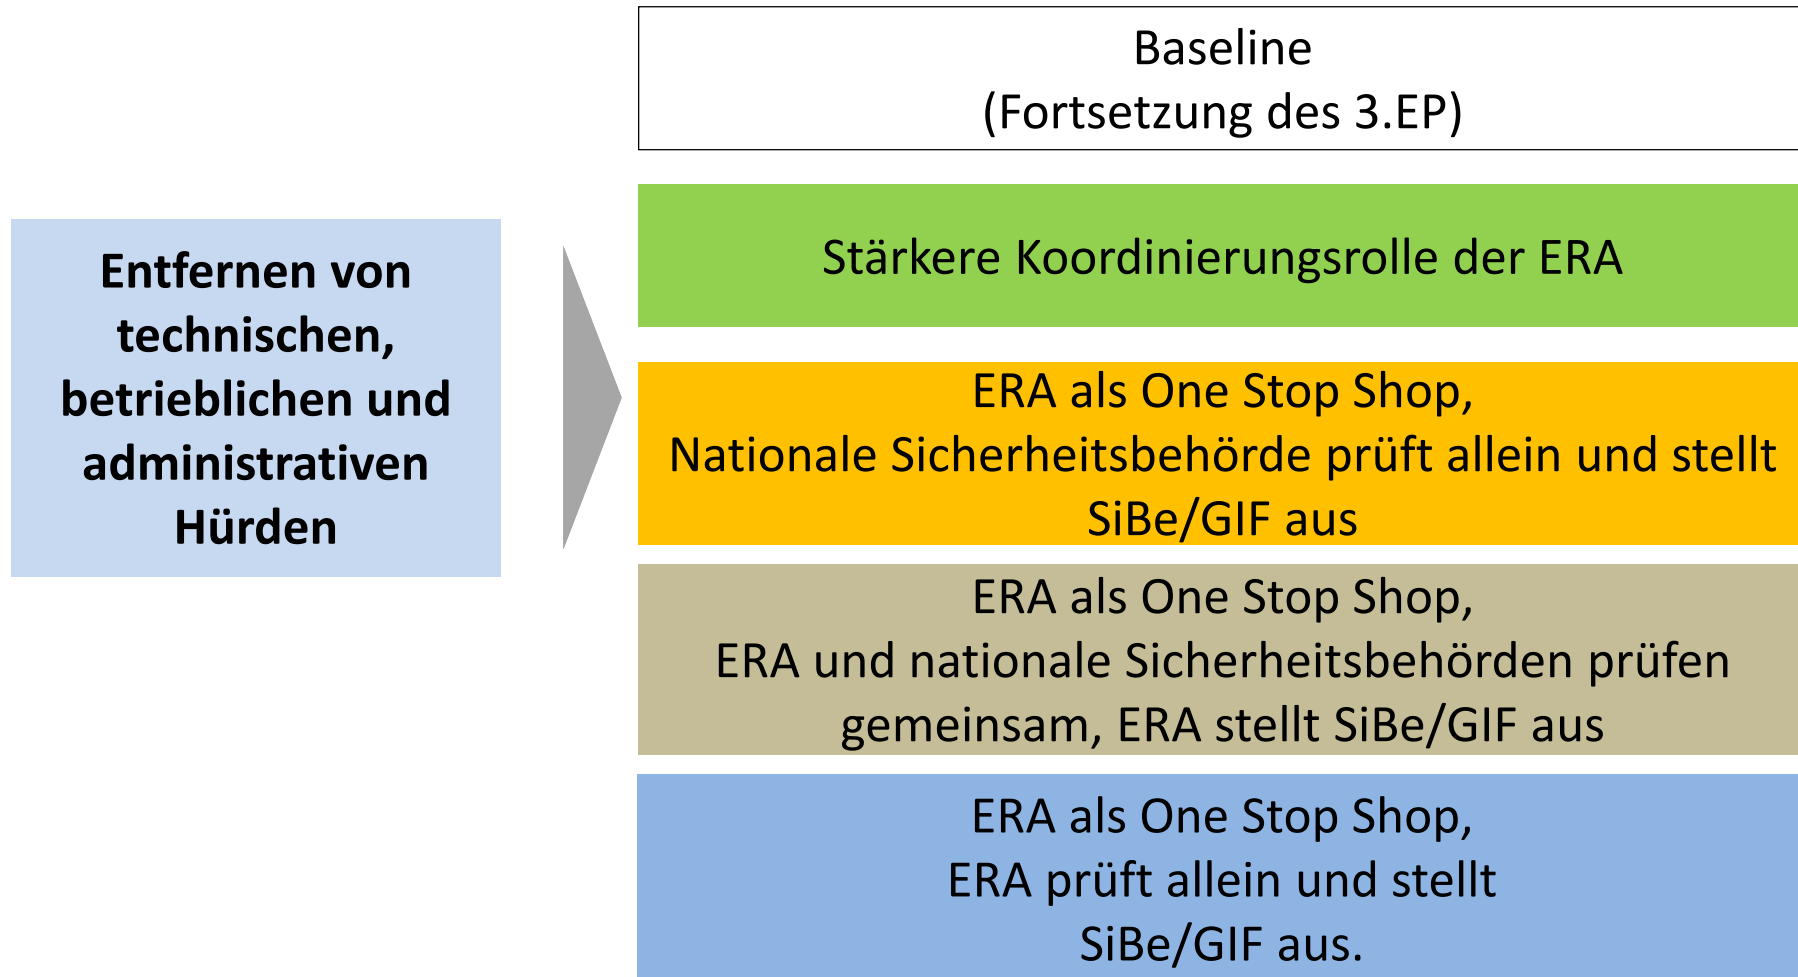 Entfernen von
technischen,
betrieblichen und
administrativen
Hürden
Baseline
(Fortsetzung des 3.EP)
Stärkere Koordinierungsrolle der ERA
ERA als One Stop Shop,
Nationale Sicherheitsbehörde prüft allein und stellt
SiBe/GIF aus
ERA als One Stop Shop,
ERA und nationale Sicherheitsbehörden prüfen
gemeinsam, ERA stellt SiBe/GIF aus
ERA als One Stop Shop,
ERA prüft allein und stellt
SiBe/GIF aus.